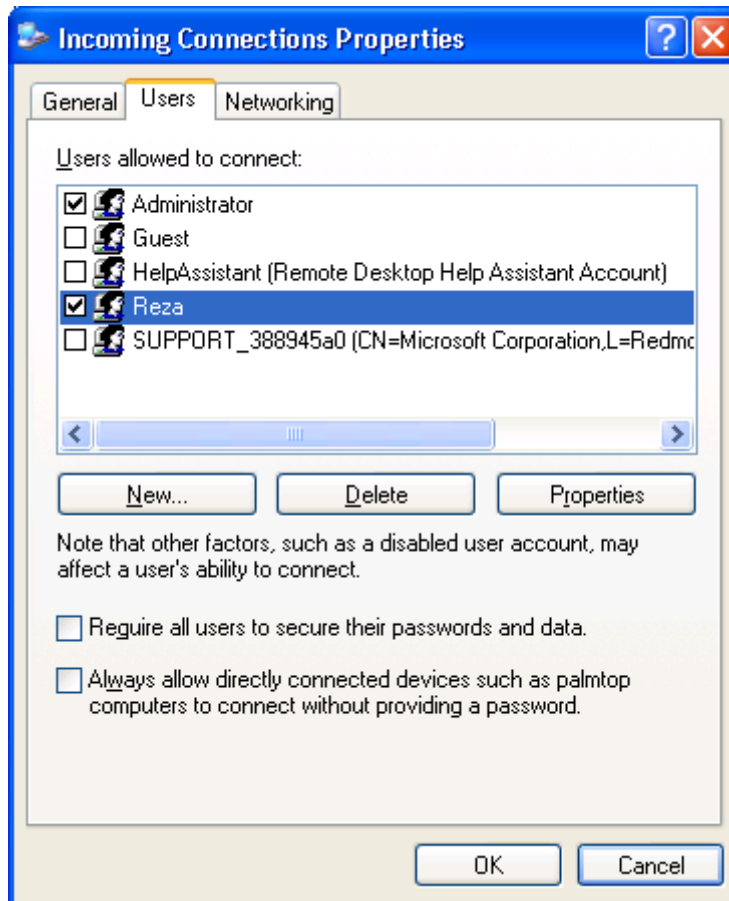 Incoming Connections Properties
General Users Networking
Users allowed to connect:
Administrator
Guest
HelpAssistant (Remote Desktop Help Assistant Account)
Reza
SUPPORT_388945a0 (CN=Microsoft Corporation,L=Redmo
New... Delete Properties
Note that other factors, such as a disabled user account, may
affect a user's ability to connect.
Require all users to secure their passwords and data.
Always allow directly connected devices such as palmtop
computers to connect without providing a password.
OK Cancel